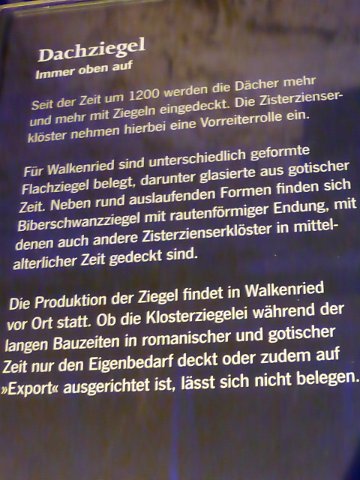 Dachziegel
Immer oben auf
Seit der Zeit um 1200 werden die Dächer mehr
und mehr mit Ziegeln eingedeckt. Die Zisterzienser-
klöster nehmen hierbei eine Vorreiterrolle ein.
Für Walkenried sind unterschiedlich geformte
Flachziegel belegt, darunter glasierte aus gotischer
Zeit. Neben rund auslaufenden Formen finden sich
Biberschwanzziegel mit rautenförmiger Endung, mit
denen auch andere Zisterzienserklöster in mittel-
alterlicher Zeit gedeckt sind.
Die Produktion der Ziegel findet in Walkenried
vor Ort statt. Ob die Klosterziegelei während der
langen Bauzeiten in romanischer und gotischer
Zeit nur den Eigenbedarf deckt oder zudem auf
»Export« ausgerichtet ist, lässt sich nicht belegen.